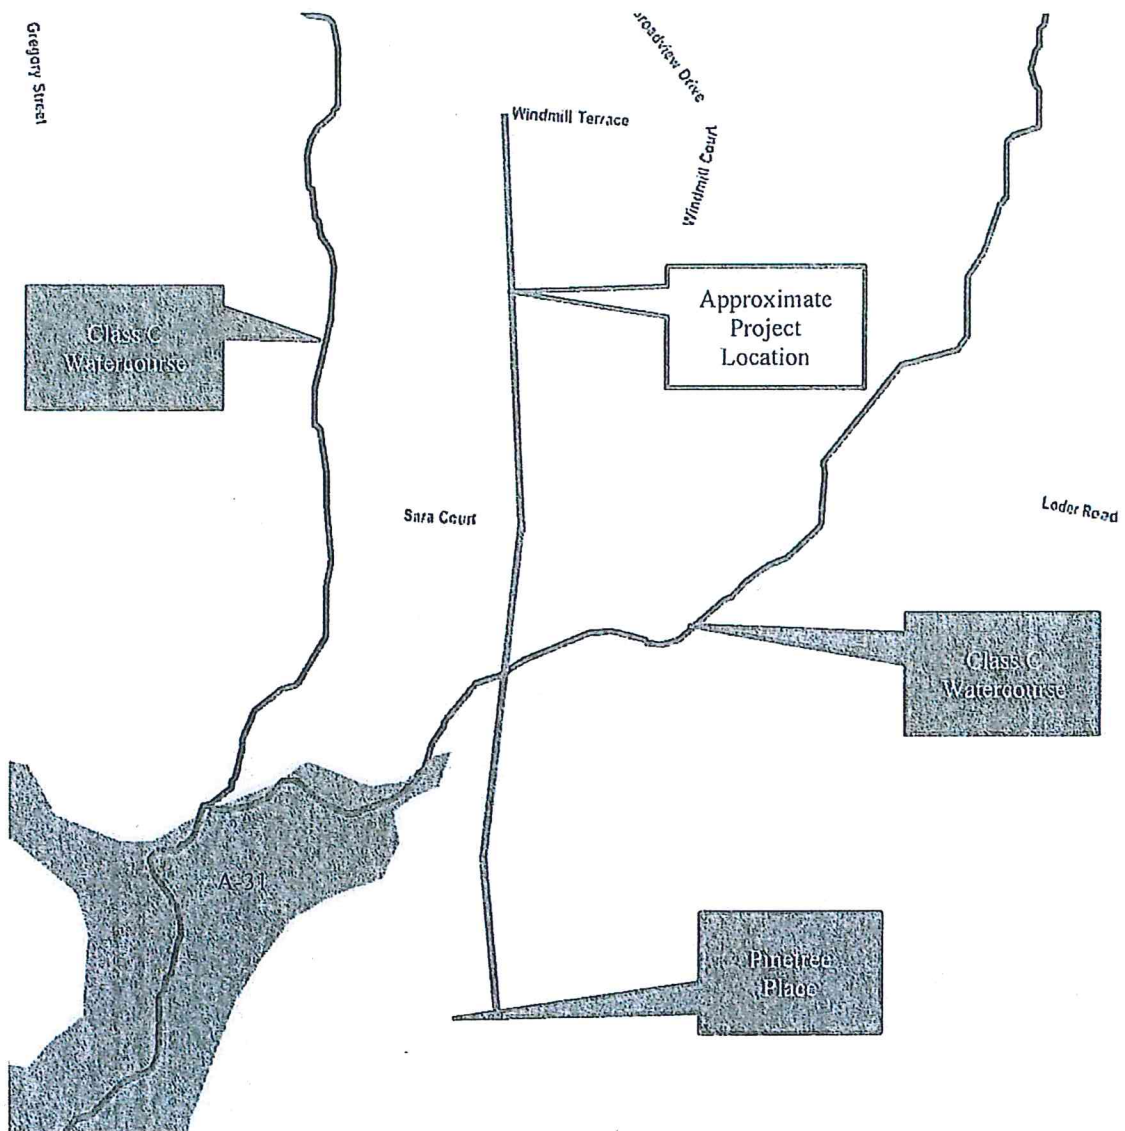 Gregory Street
roadview Drive
Windmill Terrace
Windmill Court
Approximate
Project
Location
Class C
Watercourse
Sara Court
Loder Road
Class C
Watercourse
A-31
Pinetree
Place